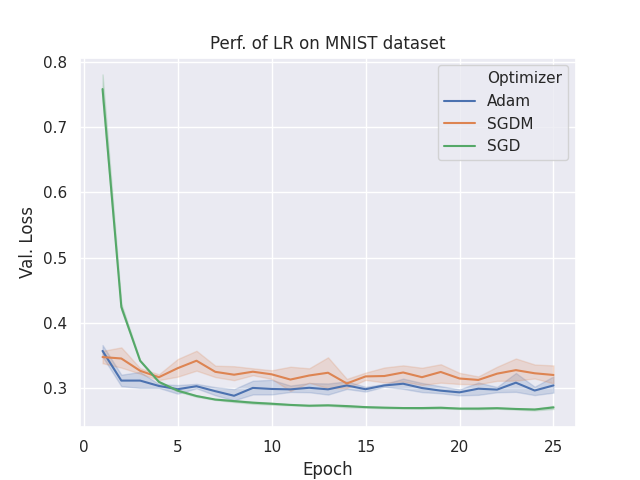 Perf. of LR on MNIST dataset
Optimizer
Adam
SGDM
SGD
Val. Loss
0.8
0.7
0.6
0.5
0.4
0.3
0 5 10 15 20 25
Epoch